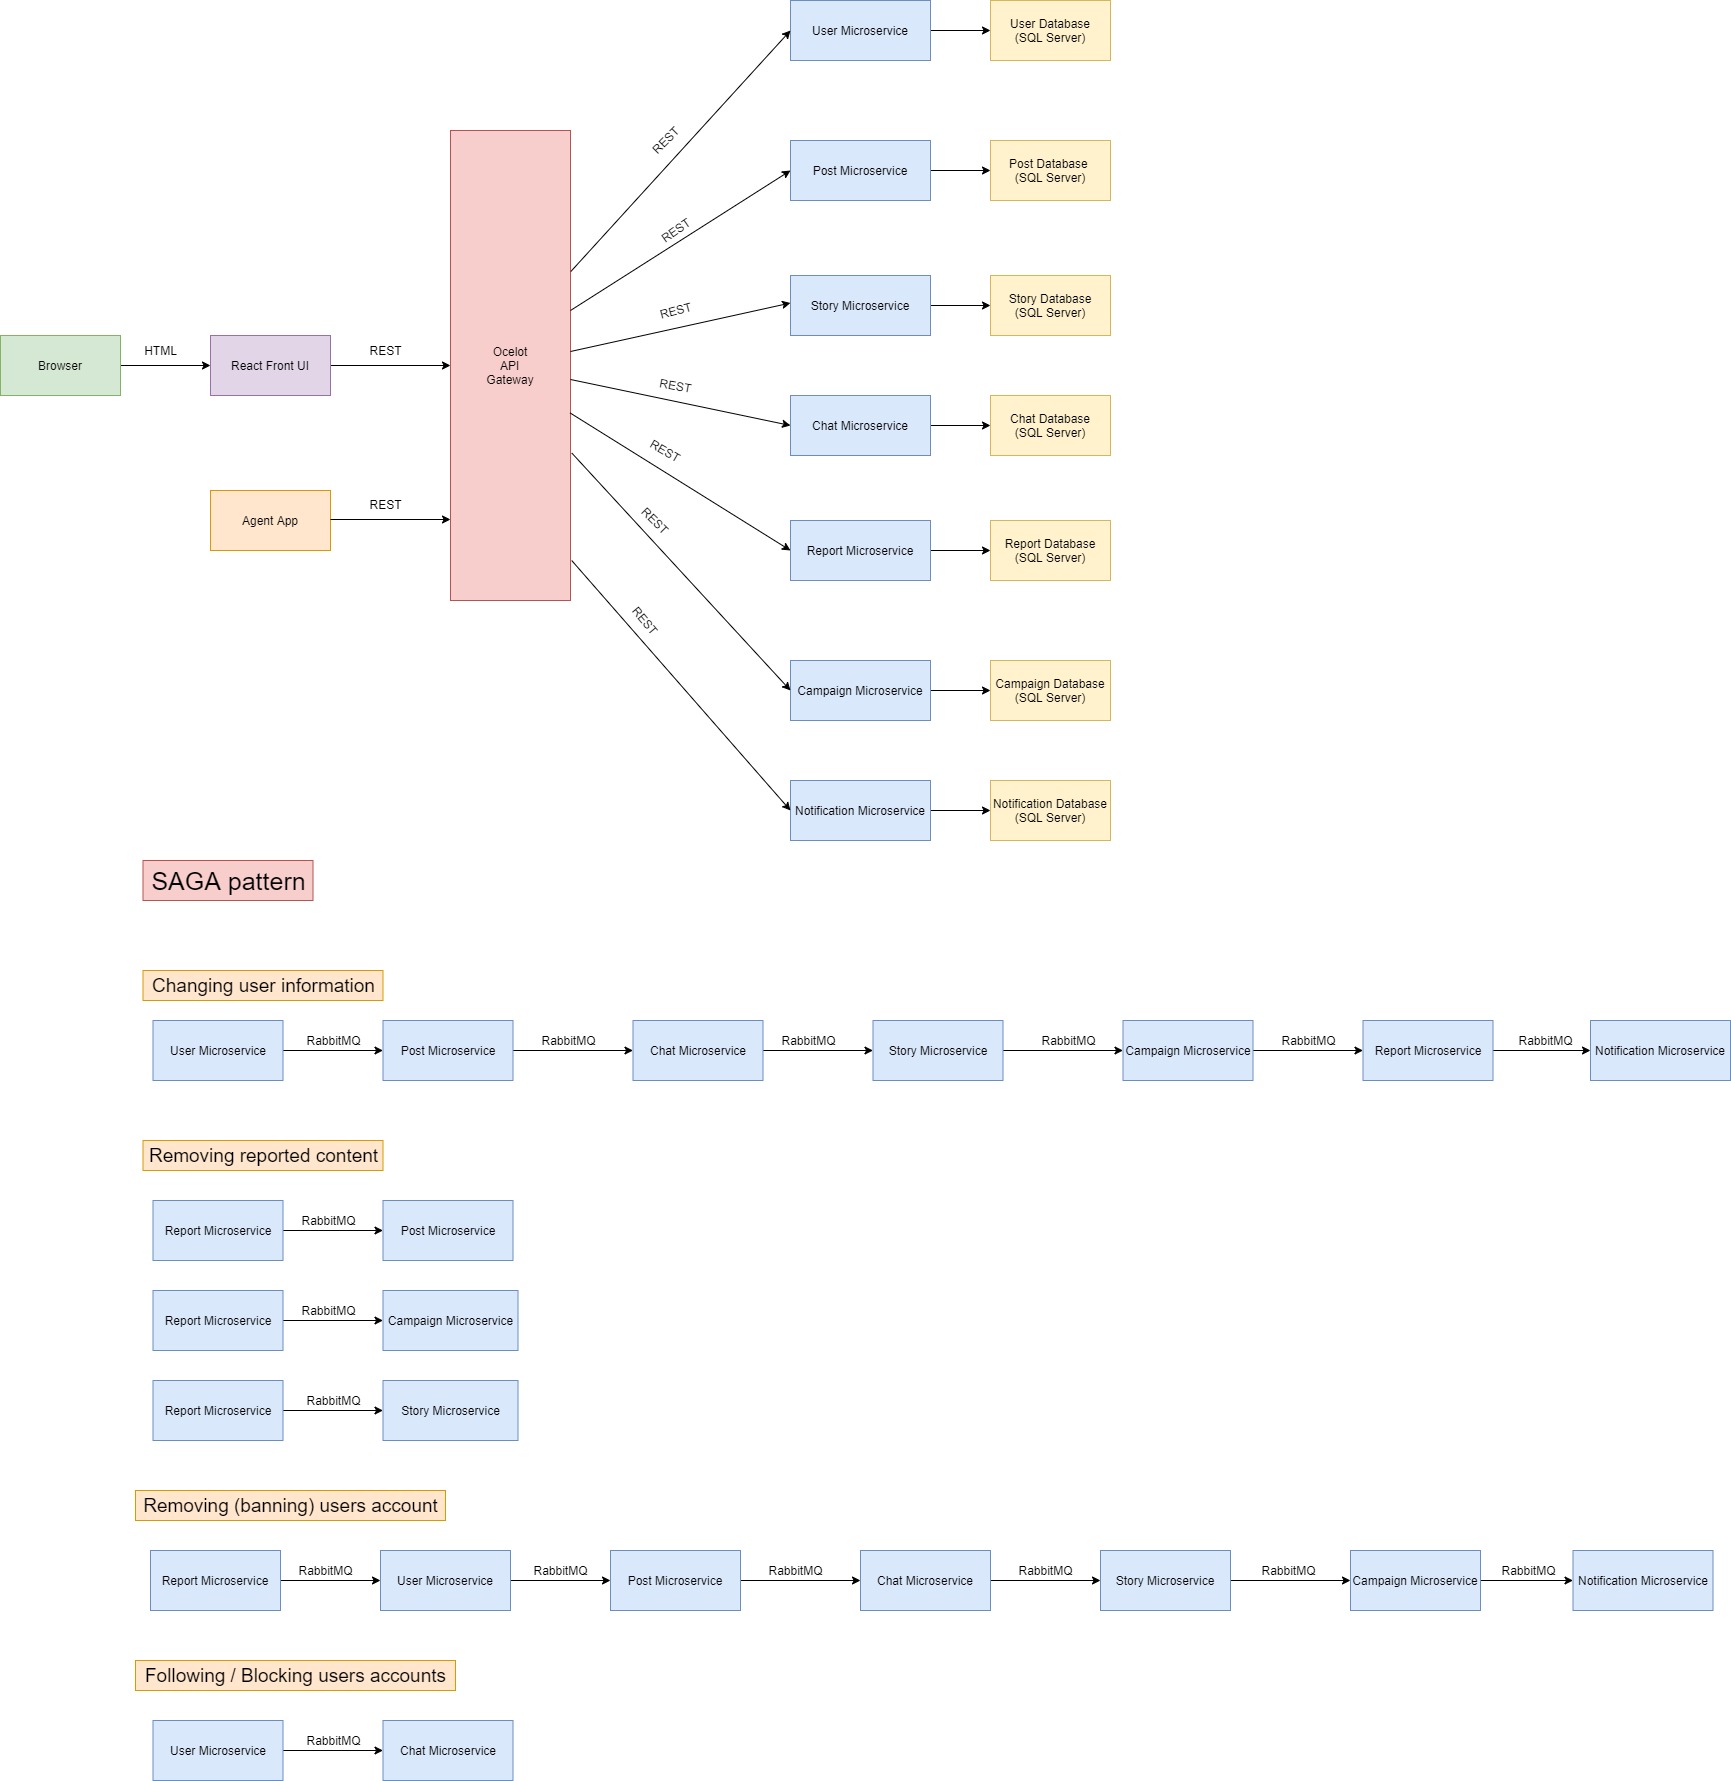 User Microservice
User Database
(SQL Server)
REST
Post Microservice
Post Database
(SQL Server)
REST
Story Microservice
Story Database
(SQL Server)
REST
Browser
HTML
React Front UI
REST
Ocelot
API
Gateway
REST
Chat Microservice
Chat Database
(SQL Server)
REST
Agent App
REST
REST
Report Microservice
Report Database
(SQL Server)
REST
Campaign Microservice
Campaign Database
(SQL Server)
Notification Microservice
Notification Database
(SQL Server)
SAGA pattern
Changing user information
User Microservice
RabbitMQ
Post Microservice
RabbitMQ
Chat Microservice
RabbitMQ
Story Microservice
RabbitMQ
Campaign Microservice
RabbitMQ
Report Microservice
RabbitMQ
Notification Microservice
Removing reported content
Report Microservice
RabbitMQ
Post Microservice
Report Microservice
RabbitMQ
Campaign Microservice
Report Microservice
RabbitMQ
Story Microservice
Removing (banning) users account
Report Microservice
RabbitMQ
User Microservice
RabbitMQ
Post Microservice
RabbitMQ
Chat Microservice
RabbitMQ
Story Microservice
RabbitMQ
Campaign Microservice
RabbitMQ
Notification Microservice
Following / Blocking users accounts
User Microservice
RabbitMQ
Chat Microservice